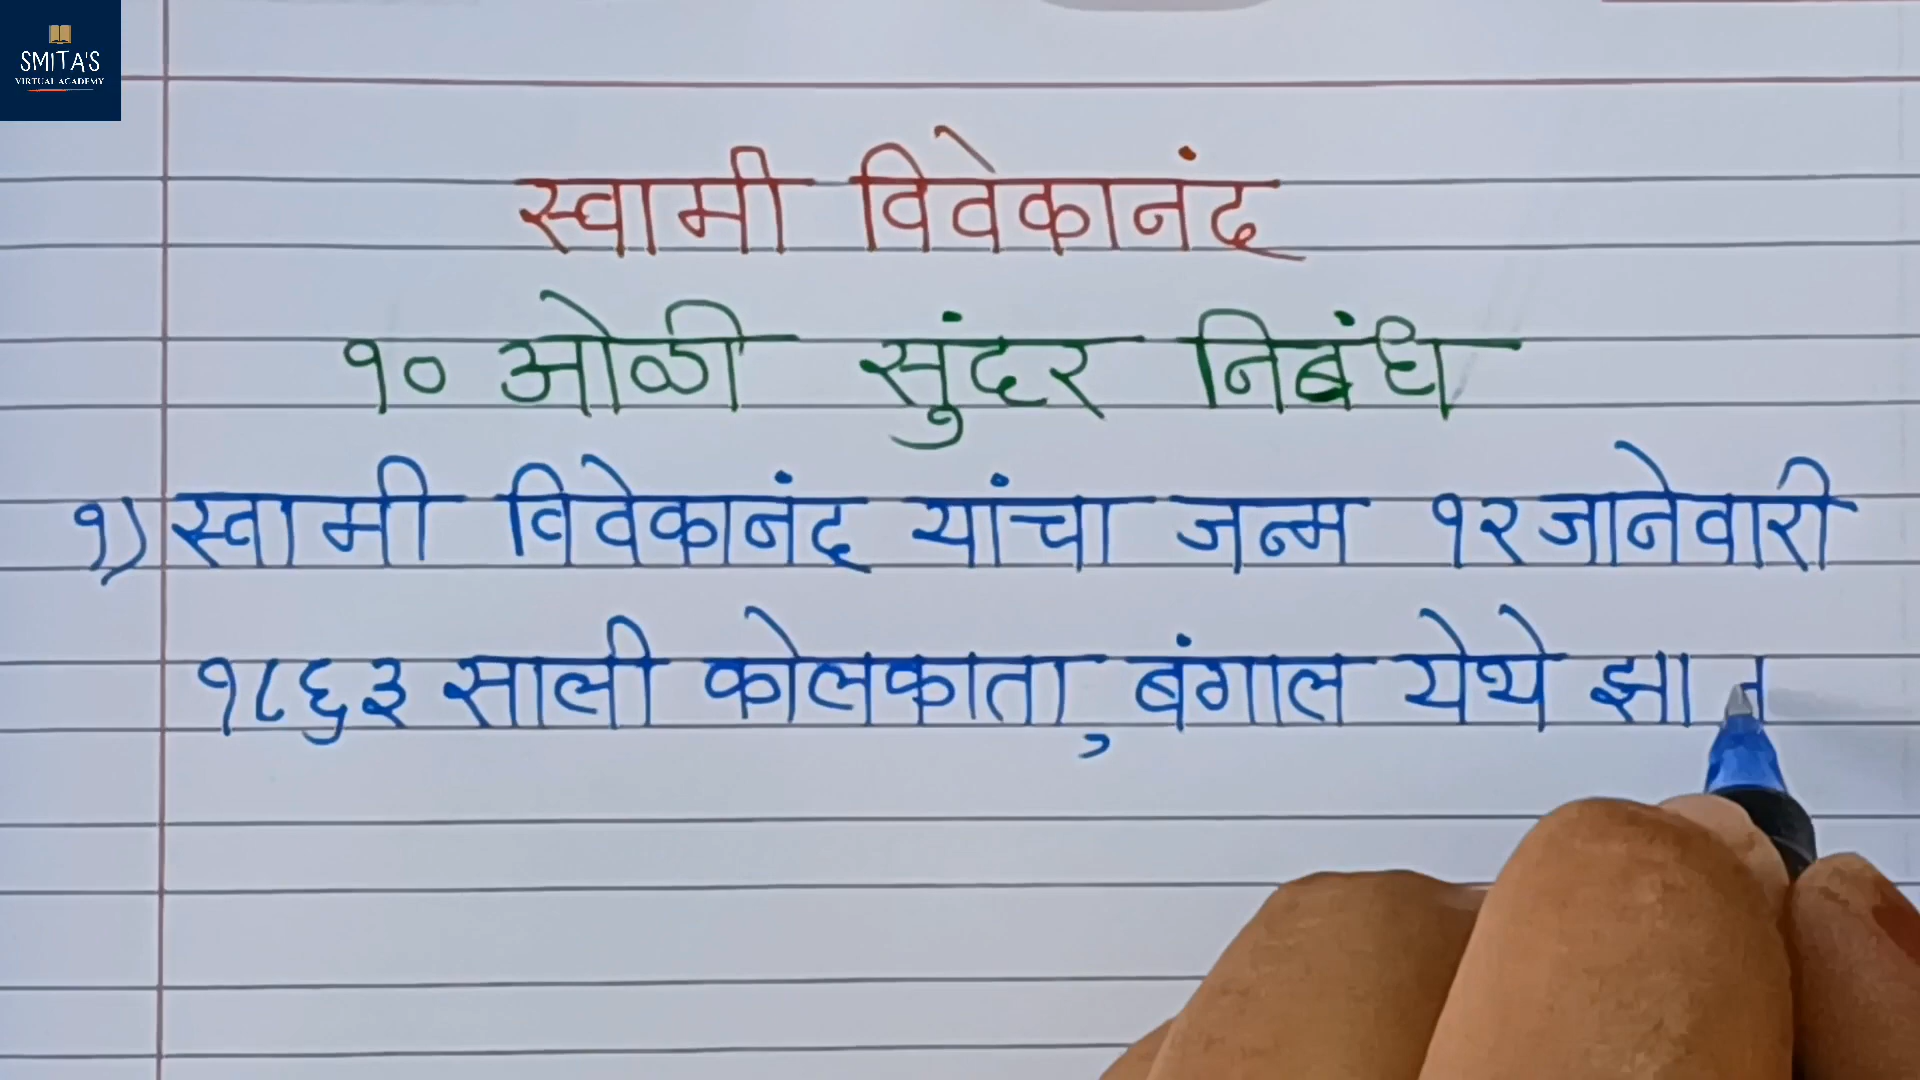 SMITA'S
VIRTUAL ACADEMY
स्वामी विवेकानंद
१० ओळी सुंदर निबंध
१) स्वामी विवेकानंद यांचा जन्म १२ जानेवारी
१८६३ साली कोलकाता, बंगाल येथे